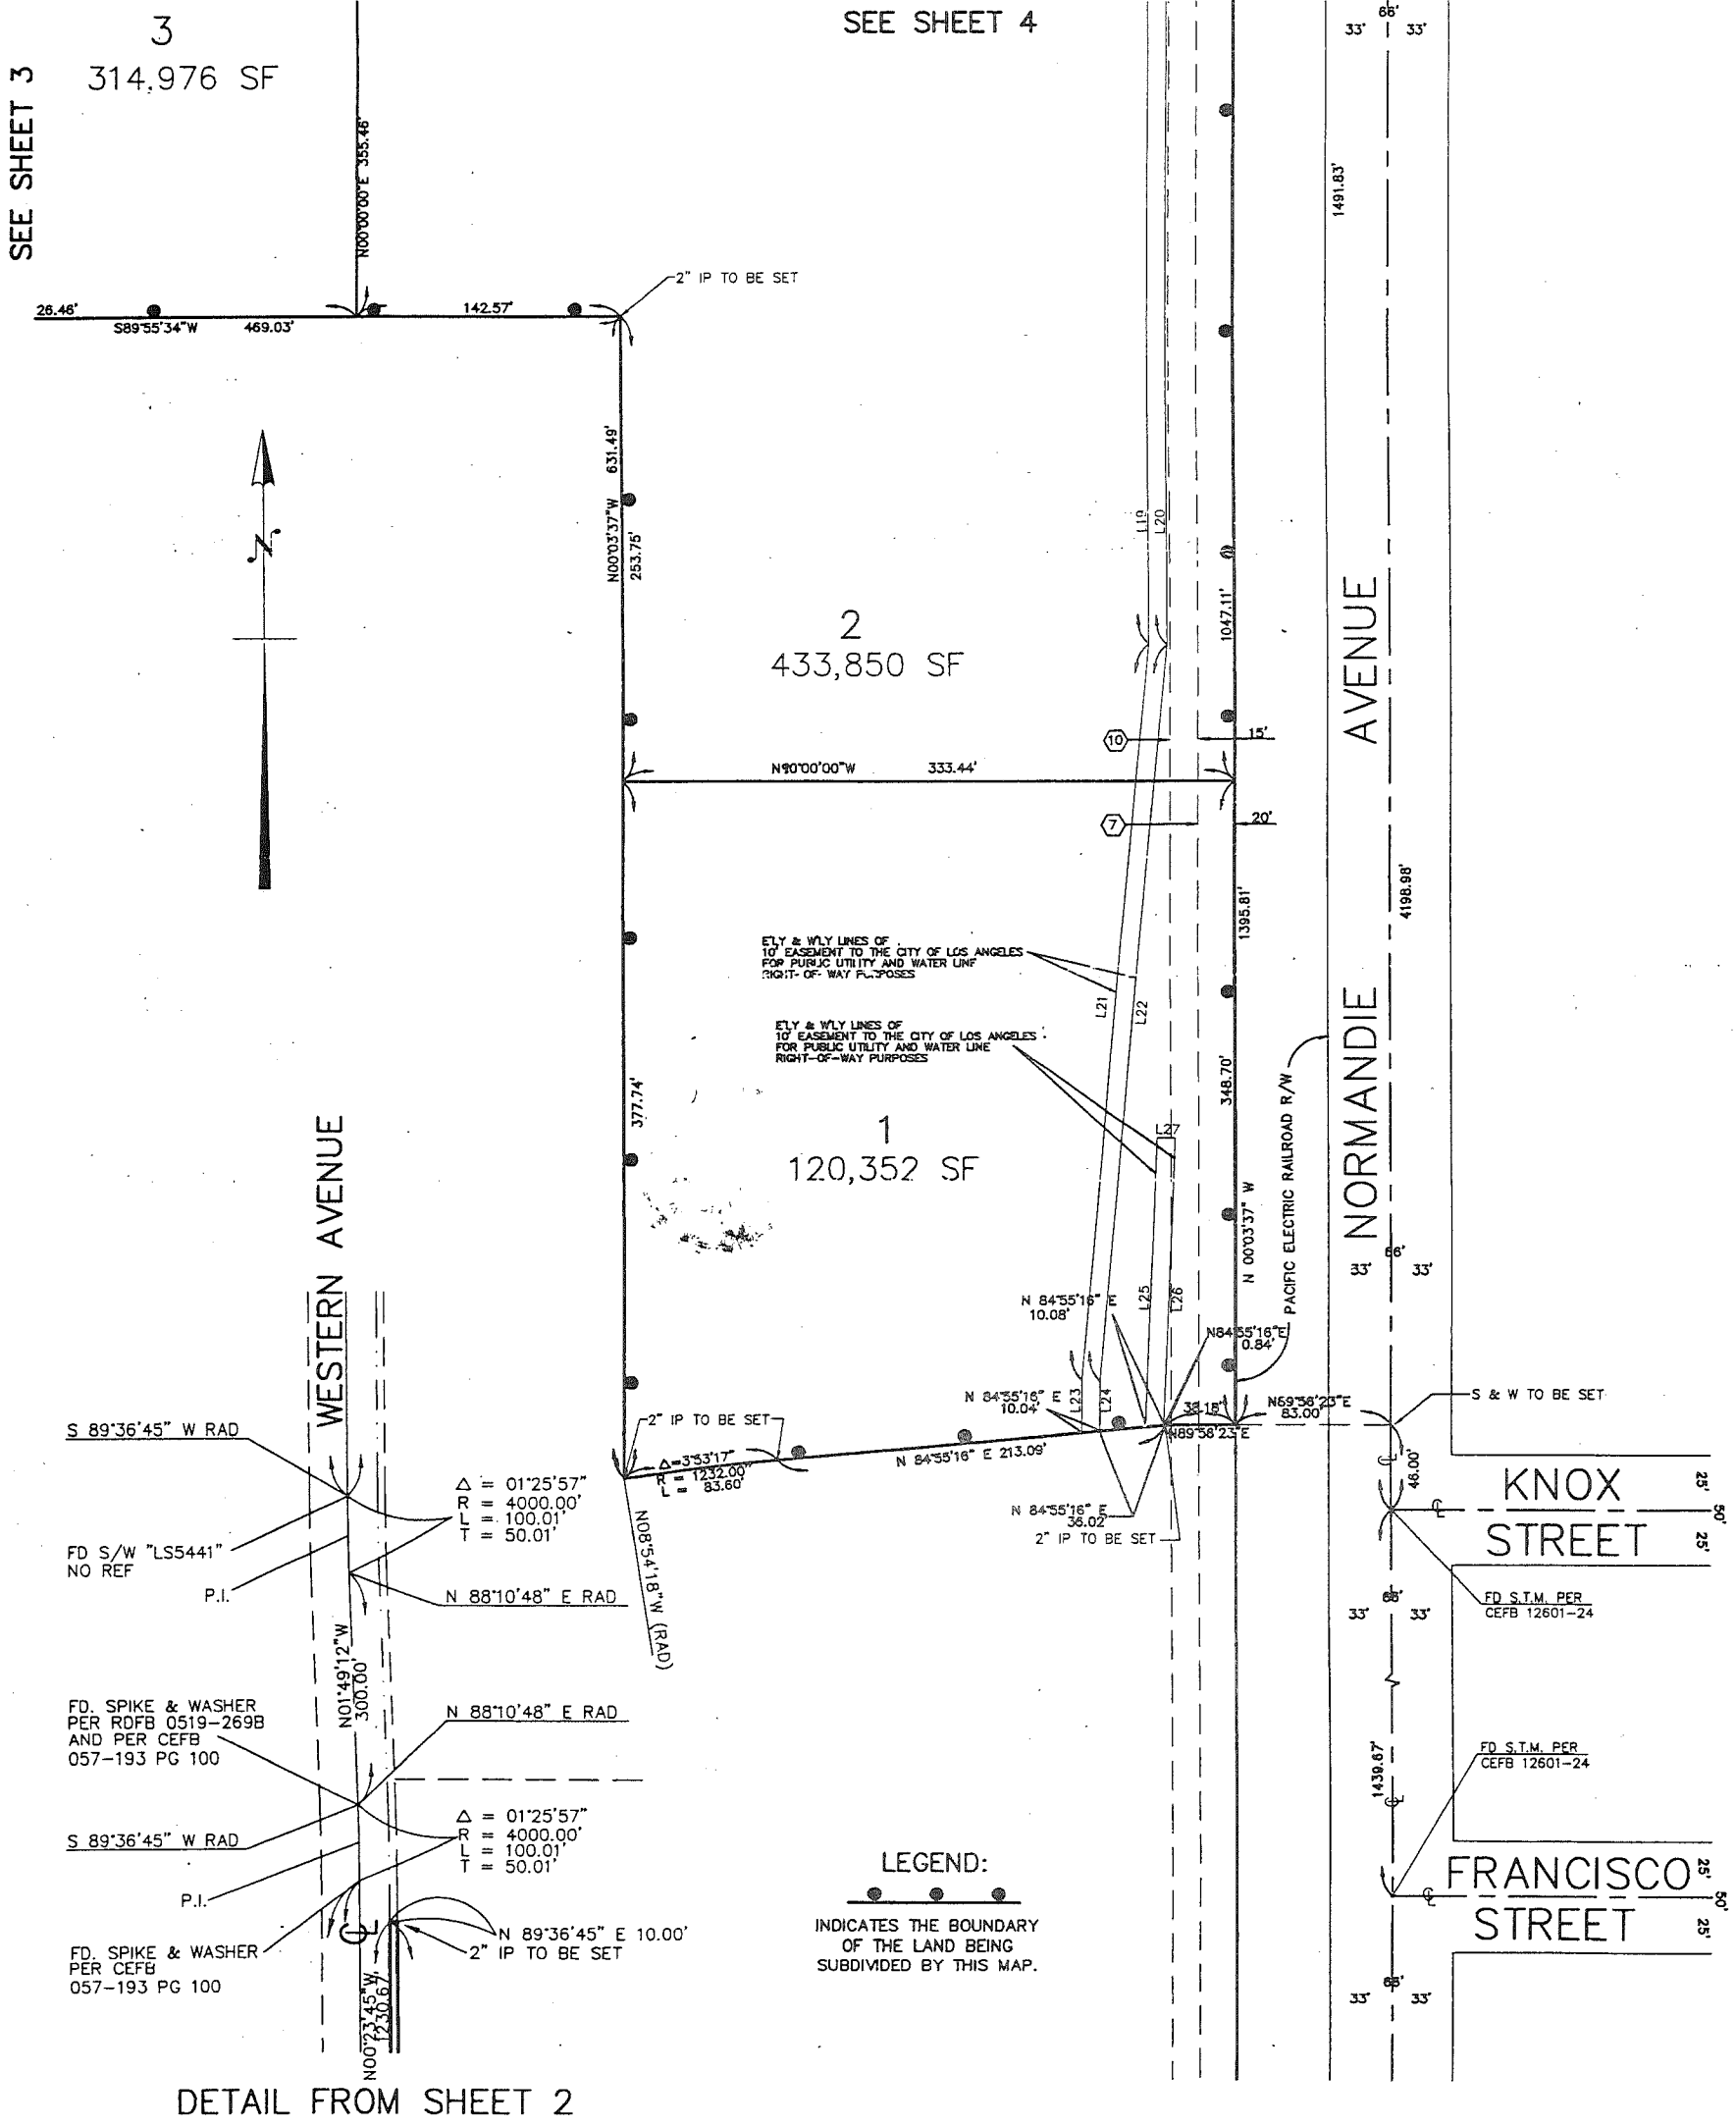 SEE SHEET 4
3
314,976 SF
SEE SHEET 3
N00°00'00"E 355.46'
66'
33' 33'
1491.83'
2" IP TO BE SET
26.46'
S89°55'34"W 469.03'
142.57'
N00°03'37"W 631.49'
253.75'
N
L19
L20
1047.11'
2
433,850 SF
AVENUE
10
15'
N90°00'00"W 333.44'
7
20'
1395.81'
4198.98'
E'LY & W'LY LINES OF
10' EASEMENT TO THE CITY OF LOS ANGELES
FOR PUBLIC UTILITY AND WATER LINE
RIGHT-OF-WAY PURPOSES
L21
L22
E'LY & W'LY LINES OF
10' EASEMENT TO THE CITY OF LOS ANGELES
FOR PUBLIC UTILITY AND WATER LINE
RIGHT-OF-WAY PURPOSES
NORMANDIE
377.74'
348.70'
PACIFIC ELECTRIC RAILROAD R/W
1
120,352 SF
L27
WESTERN AVENUE
N 00°03'37" W
66'
33' 33'
N 84°55'16" E
10.08'
L25
L26
N84°55'16"E
0.84'
N 84°55'16" E
10.04'
L23
L24
38.18'
N89°58'23"E
N69°58'23"E
83.00'
S & W TO BE SET
2" IP TO BE SET
S 89°36'45" W RAD
Δ=3°53'17"
R = 1232.00'
L = 83.60'
N 84°55'16" E 213.09'
46.00'
℄
N 84°55'16" E
36.02'
2" IP TO BE SET
N08°54'18"W (RAD)
Δ = 01°25'57"
R = 4000.00'
L = 100.01'
T = 50.01'
℄
KNOX
STREET
25'
50'
25'
FD S/W "LS5441"
NO REF
P.I.
N 88°10'48" E RAD
66'
33' 33'
FD S.T.M. PER
CEFB 12601-24
N01°49'12"W
300.00'
FD. SPIKE & WASHER
PER RDFB 0519-269B
AND PER CEFB
057-193 PG 100
N 88°10'48" E RAD
FD S.T.M. PER
CEFB 12601-24
1439.67'
℄
S 89°36'45" W RAD
Δ = 01°25'57"
R = 4000.00'
L = 100.01'
T = 50.01'
P.I.
LEGEND:
INDICATES THE BOUNDARY
OF THE LAND BEING
SUBDIVIDED BY THIS MAP.
℄
FRANCISCO
STREET
25'
50'
25'
℄
N 89°36'45" E 10.00'
2" IP TO BE SET
FD. SPIKE & WASHER
PER CEFB
057-193 PG 100
N00°23'45"W
1230.67'
66'
33' 33'
DETAIL FROM SHEET 2